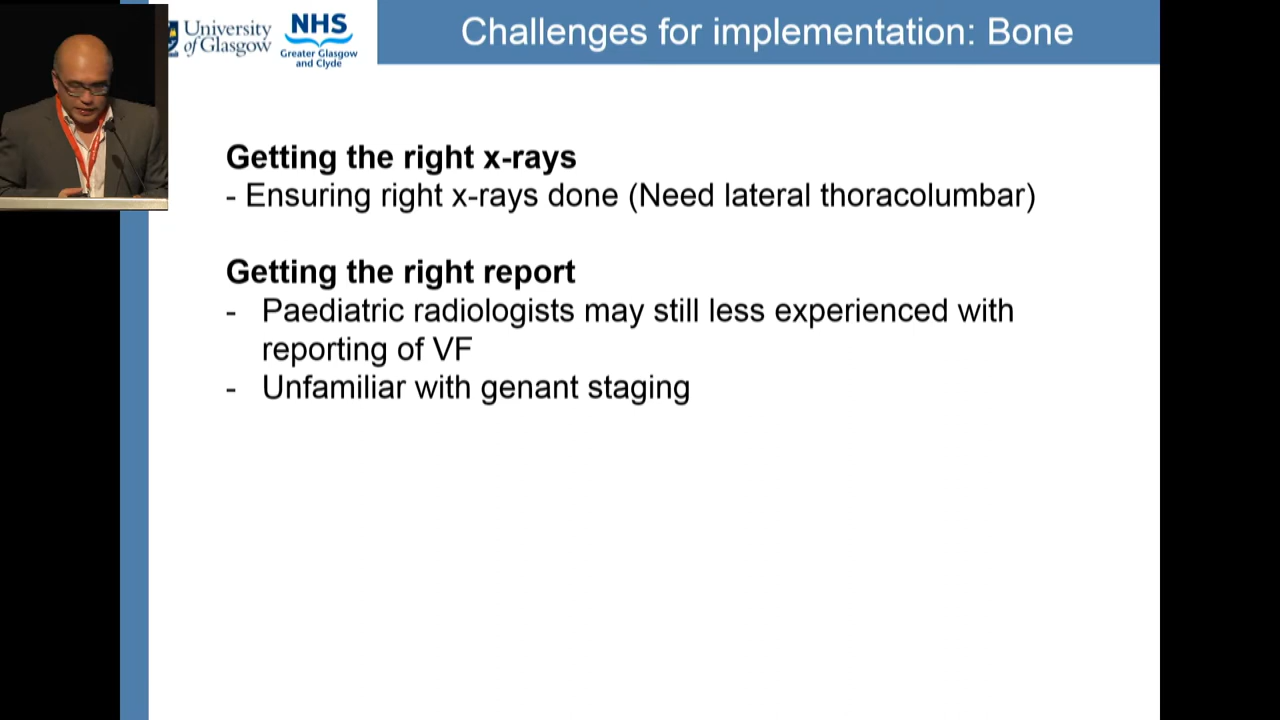 University
of Glasgow
NHS
Greater Glasgow
and Clyde
Challenges for implementation: Bone
Getting the right x-rays
- Ensuring right x-rays done (Need lateral thoracolumbar)
Getting the right report
- Paediatric radiologists may still less experienced with
reporting of VF
- Unfamiliar with genant staging